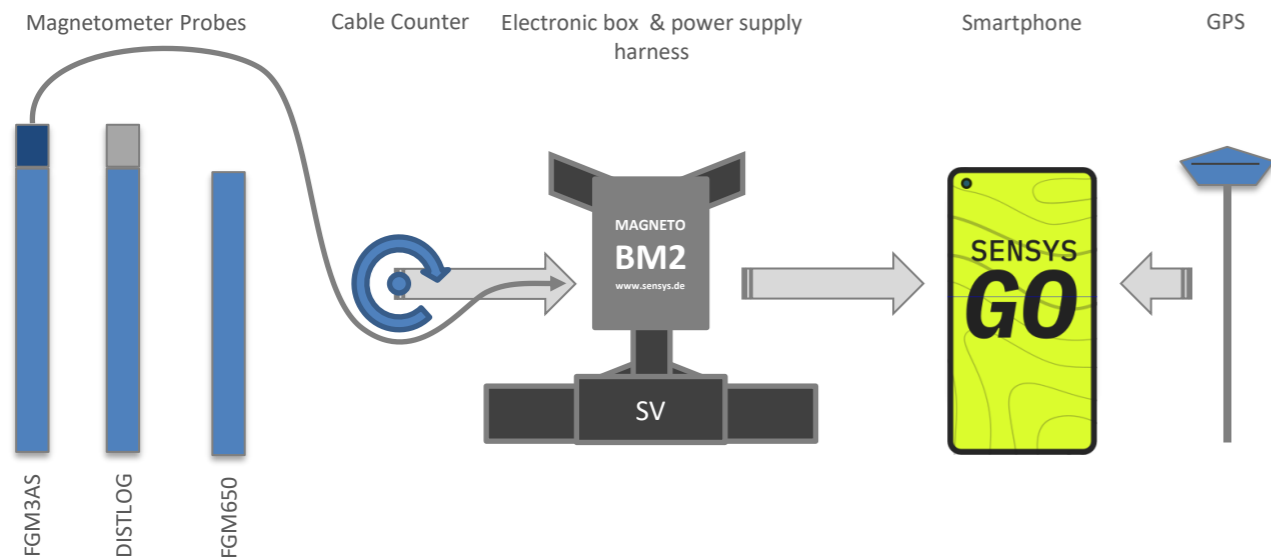 Magnetometer Probes
Cable Counter
Electronic box & power supply
harness
Smartphone
GPS
MAGNETO
BM2
www.sensys.de
SENSYS
GO
SV
FGM3AS
DISTLOG
FGM650